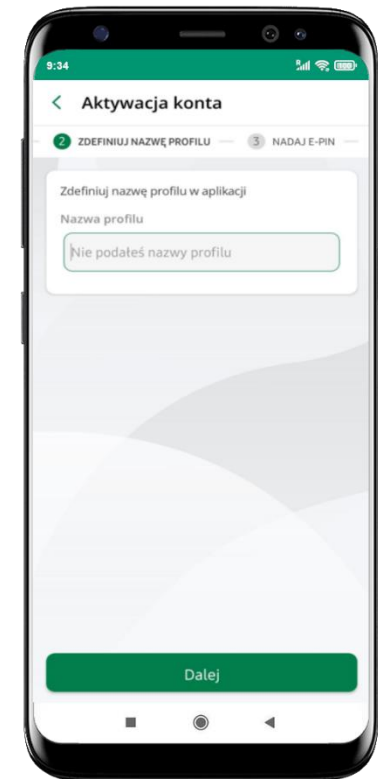 9:34
Aktywacja konta
2 ZDEFINIUJ NAZWĘ PROFILU 3 NADAJ E-PIN
Zdefiniuj nazwę profilu w aplikacji
Nazwa profilu
Nie podałeś nazwy profilu
Dalej